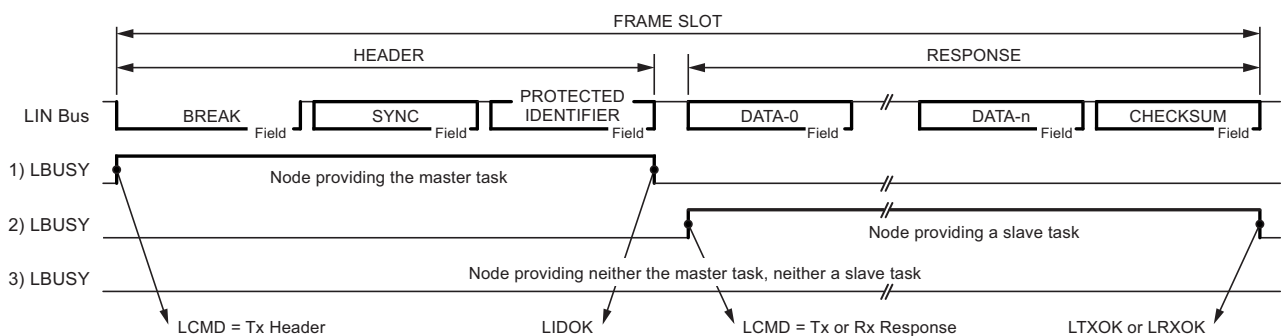 FRAME SLOT
HEADER
RESPONSE
LIN Bus
BREAK
Field
SYNC
Field
PROTECTED
IDENTIFIER
Field
DATA-0
Field
DATA-n
Field
CHECKSUM
Field
1) LBUSY
Node providing the master task
2) LBUSY
Node providing a slave task
3) LBUSY
Node providing neither the master task, neither a slave task
LCMD = Tx Header
LIDOK
LCMD = Tx or Rx Response
LTXOK or LRXOK